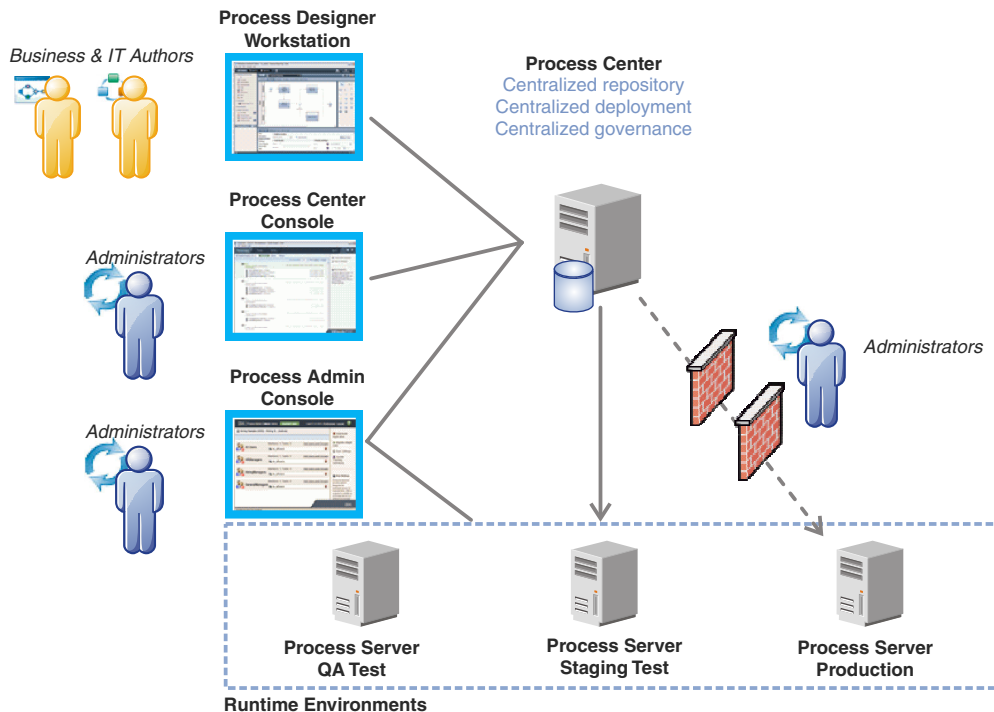 Process Designer
Workstation
Business & IT Authors
Process Center
Centralized repository
Centralized deployment
Centralized governance
Process Center
Console
Administrators
Administrators
Process Admin
Console
Administrators
Process Server
QA Test
Process Server
Staging Test
Process Server
Production
Runtime Environments